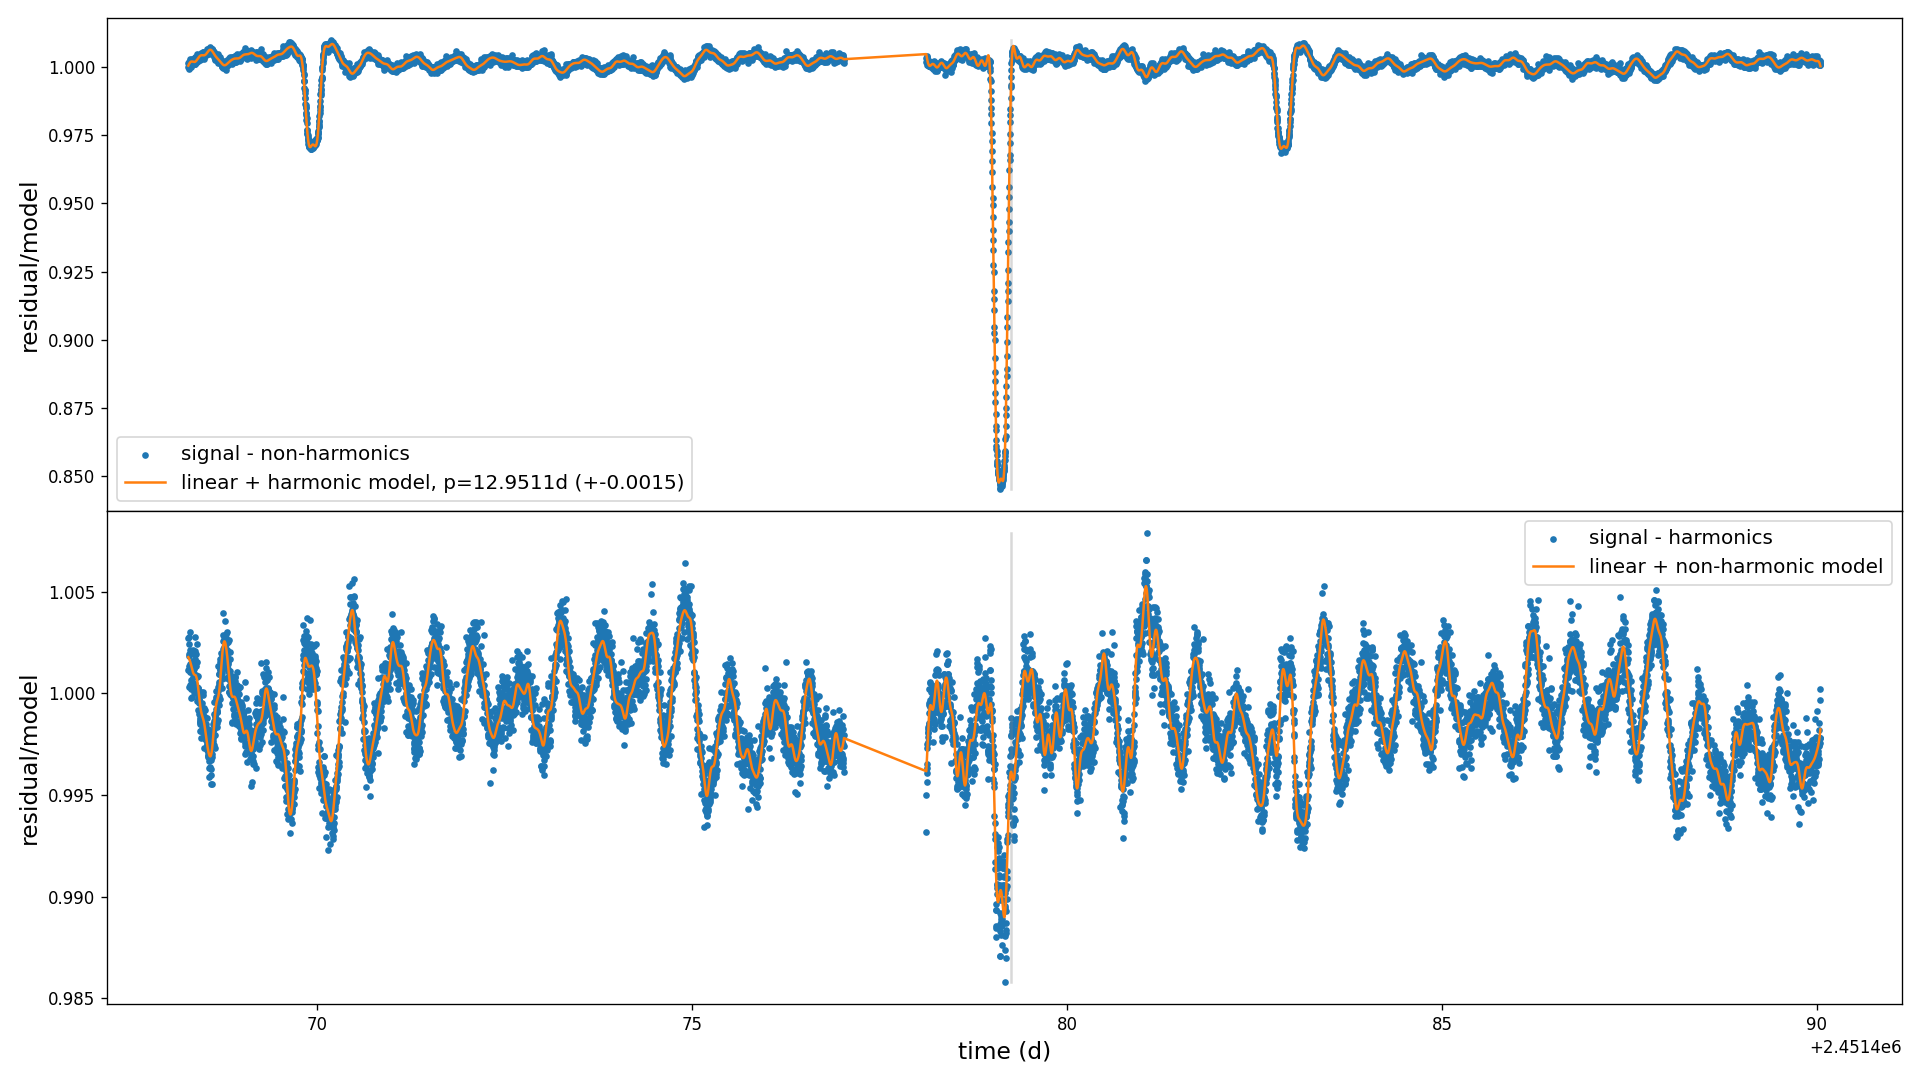 residual/model
1.000
0.975
0.950
0.925
0.900
0.875
0.850
signal - non-harmonics
linear + harmonic model, p=12.9511d (+-0.0015)
residual/model
1.005
1.000
0.995
0.990
0.985
signal - harmonics
linear + non-harmonic model
70
75
80
85
90
time (d)
+2.4514e6